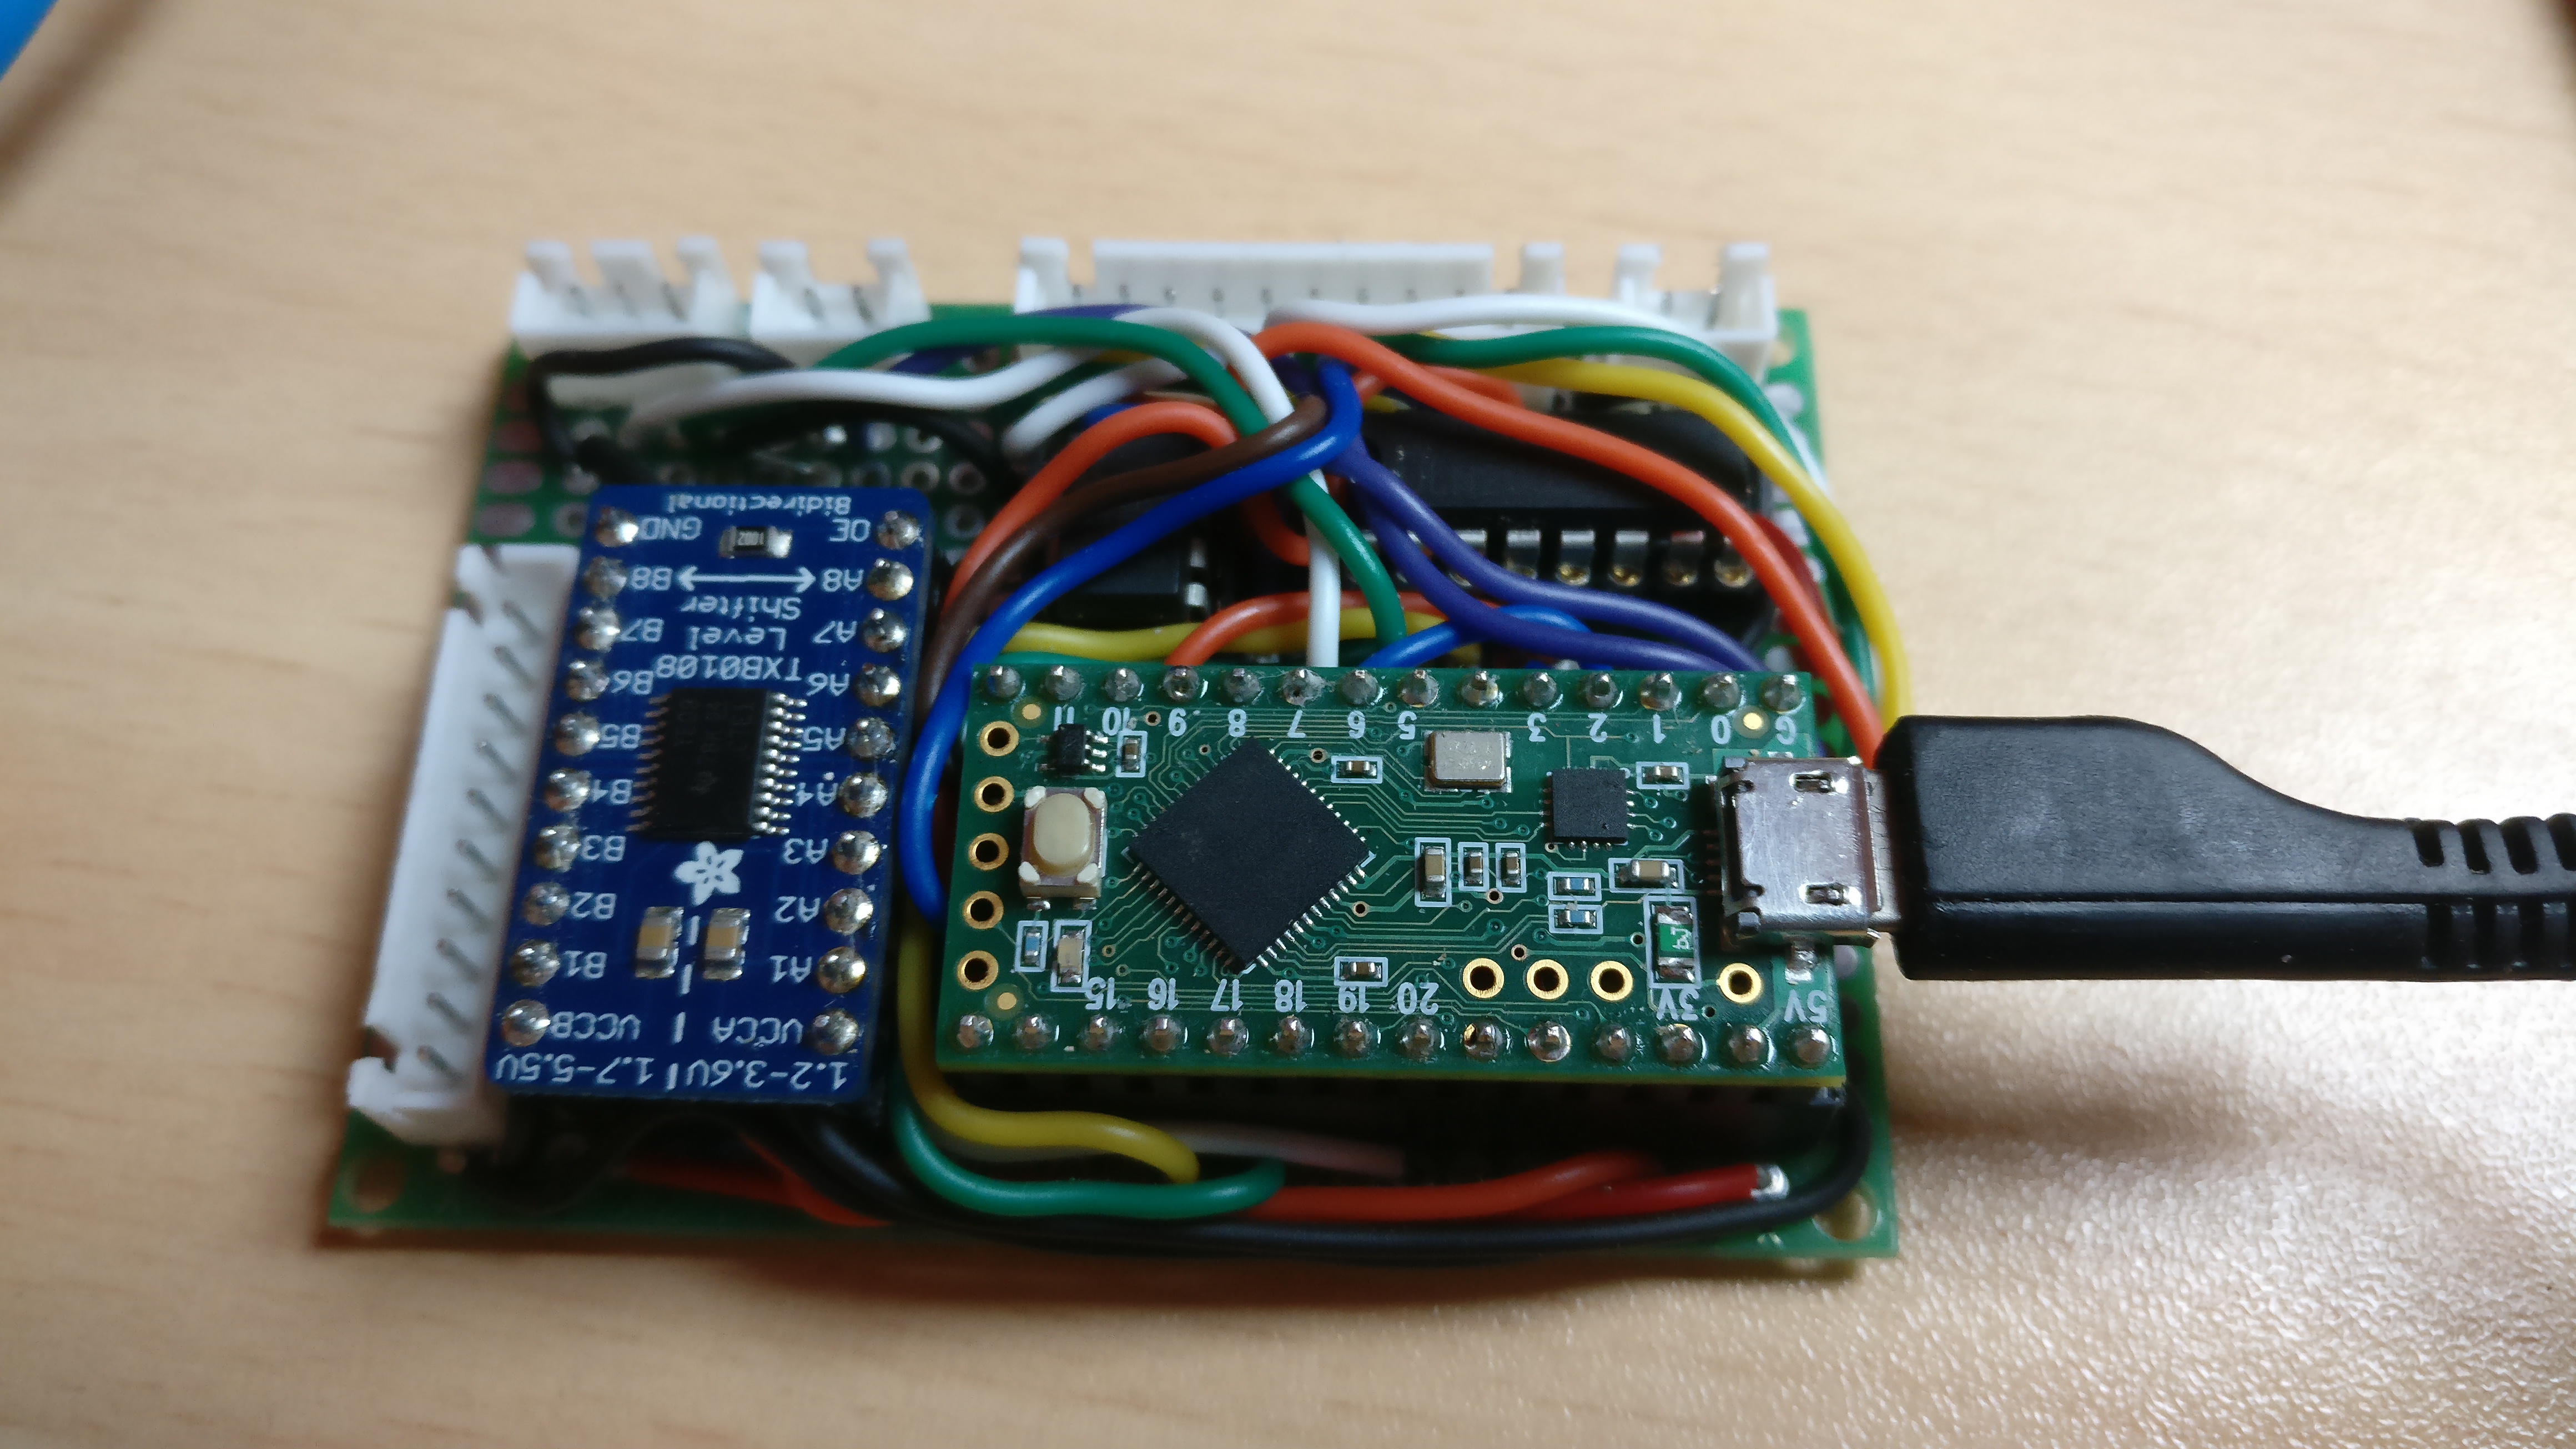 Bidirectional
GND
OE
B8
A8
Shifter
B7
Level
A7
B6
TXB0108
A6
B5
A5
B4
A4
B3
A3
B2
A2
B1
A1
VCCB
VCCA
1.7-5.5V
1.2-3.6V
G
0
1
2
3
5
6
7
8
9
10
11
15
16
17
18
19
20
3V
5V